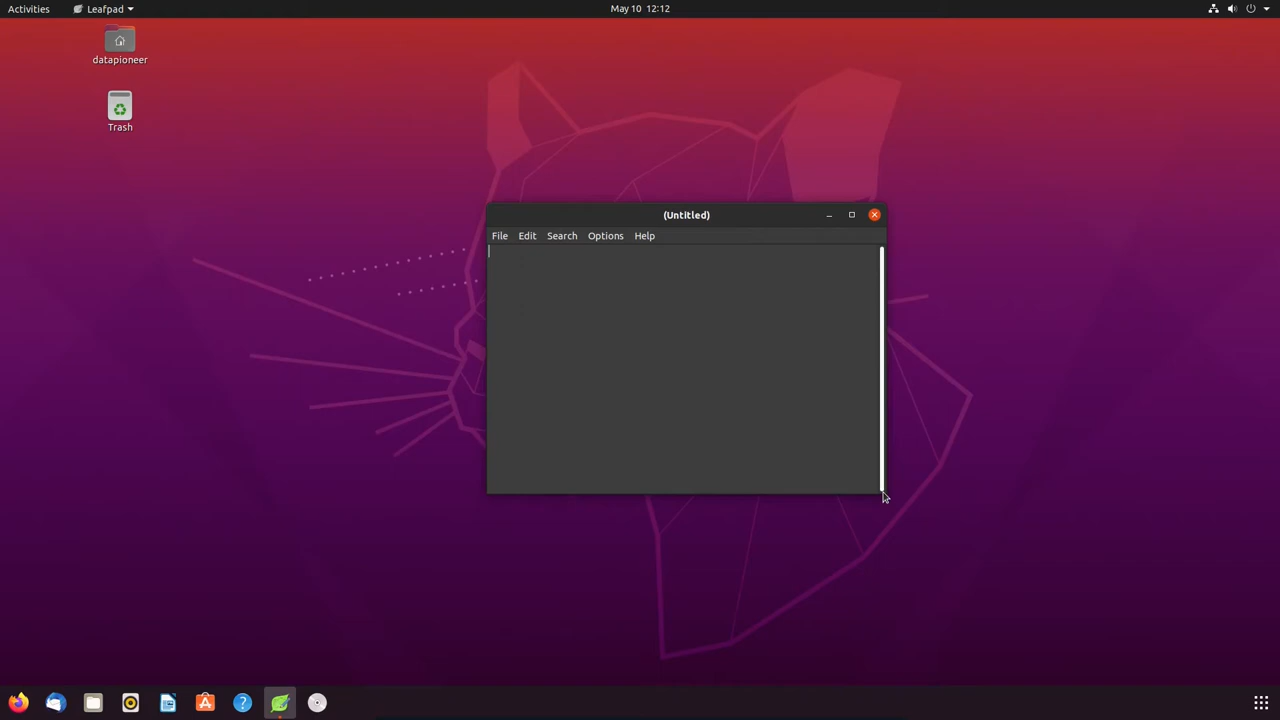 Activities Leafpad May 10 12:12
datapioneer
Trash
(Untitled)
File Edit Search Options Help